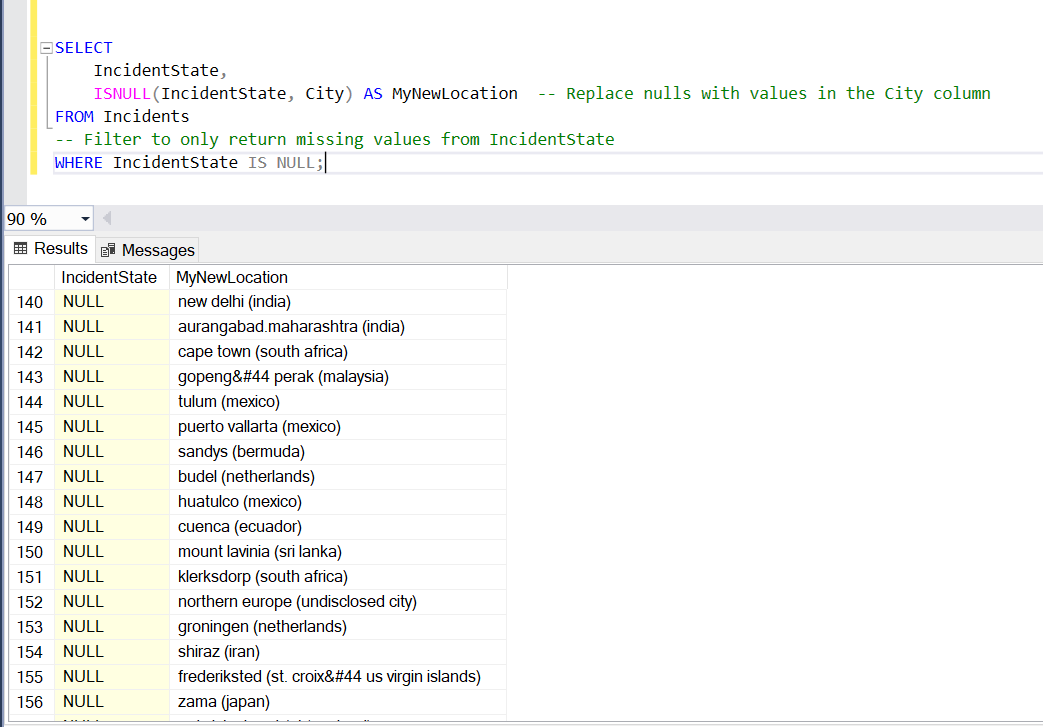 SELECT
IncidentState,
ISNULL(IncidentState, City) AS MyNewLocation -- Replace nulls with values in the City column
FROM Incidents
-- Filter to only return missing values from IncidentState
WHERE IncidentState IS NULL;
90 %
Results Messages
IncidentState MyNewLocation
140 NULL new delhi (india)
141 NULL aurangabad.maharashtra (india)
142 NULL cape town (south africa)
143 NULL gopeng&#44 perak (malaysia)
144 NULL tulum (mexico)
145 NULL puerto vallarta (mexico)
146 NULL sandys (bermuda)
147 NULL budel (netherlands)
148 NULL huatulco (mexico)
149 NULL cuenca (ecuador)
150 NULL mount lavinia (sri lanka)
151 NULL klerksdorp (south africa)
152 NULL northern europe (undisclosed city)
153 NULL groningen (netherlands)
154 NULL shiraz (iran)
155 NULL frederiksted (st. croix&#44 us virgin islands)
156 NULL zama (japan)